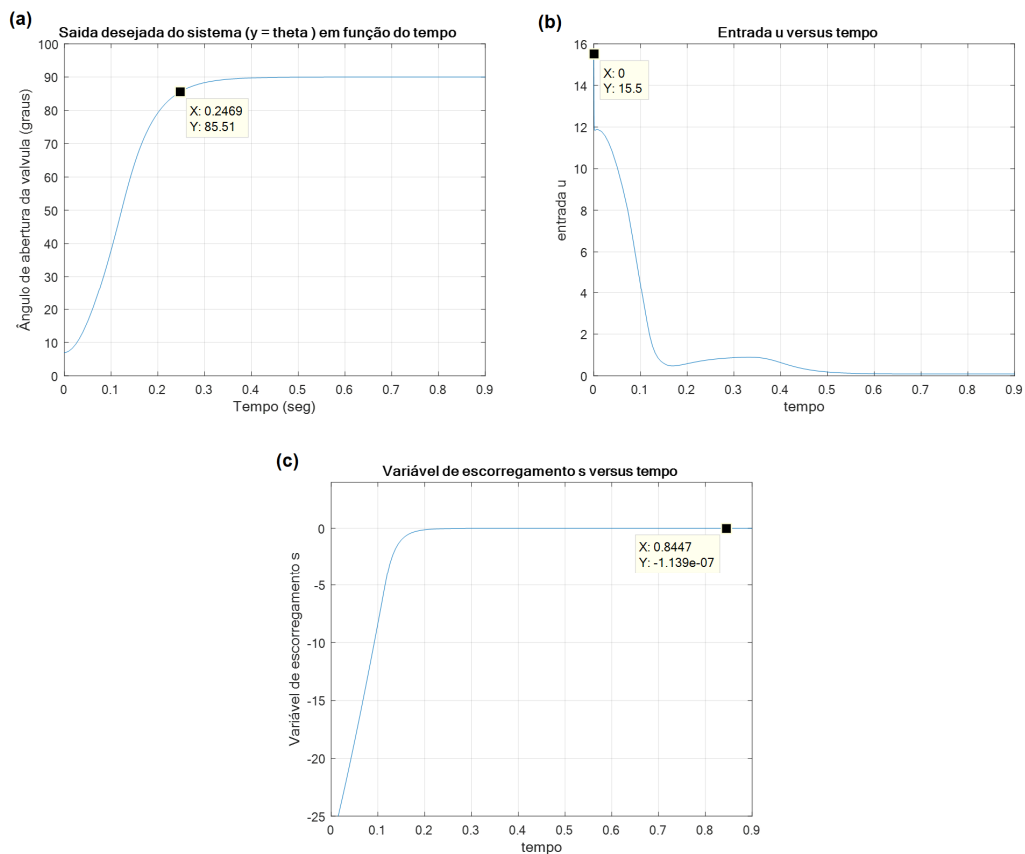 (a)
Saida desejada do sistema (y = theta ) em função do tempo
100
90
80
70
60
50
40
30
20
10
0
Ângulo de abertura da valvula (graus)
X: 0.2469
Y: 85.51
0 0.1 0.2 0.3 0.4 0.5 0.6 0.7 0.8 0.9
Tempo (seg)
(b)
Entrada u versus tempo
16
14
12
10
8
6
4
2
0
entrada u
X: 0
Y: 15.5
0 0.1 0.2 0.3 0.4 0.5 0.6 0.7 0.8 0.9
tempo
(c)
Variável de escorregamento s versus tempo
0
-5
-10
-15
-20
-25
Variável de escorregamento s
X: 0.8447
Y: -1.139e-07
0 0.1 0.2 0.3 0.4 0.5 0.6 0.7 0.8 0.9
tempo